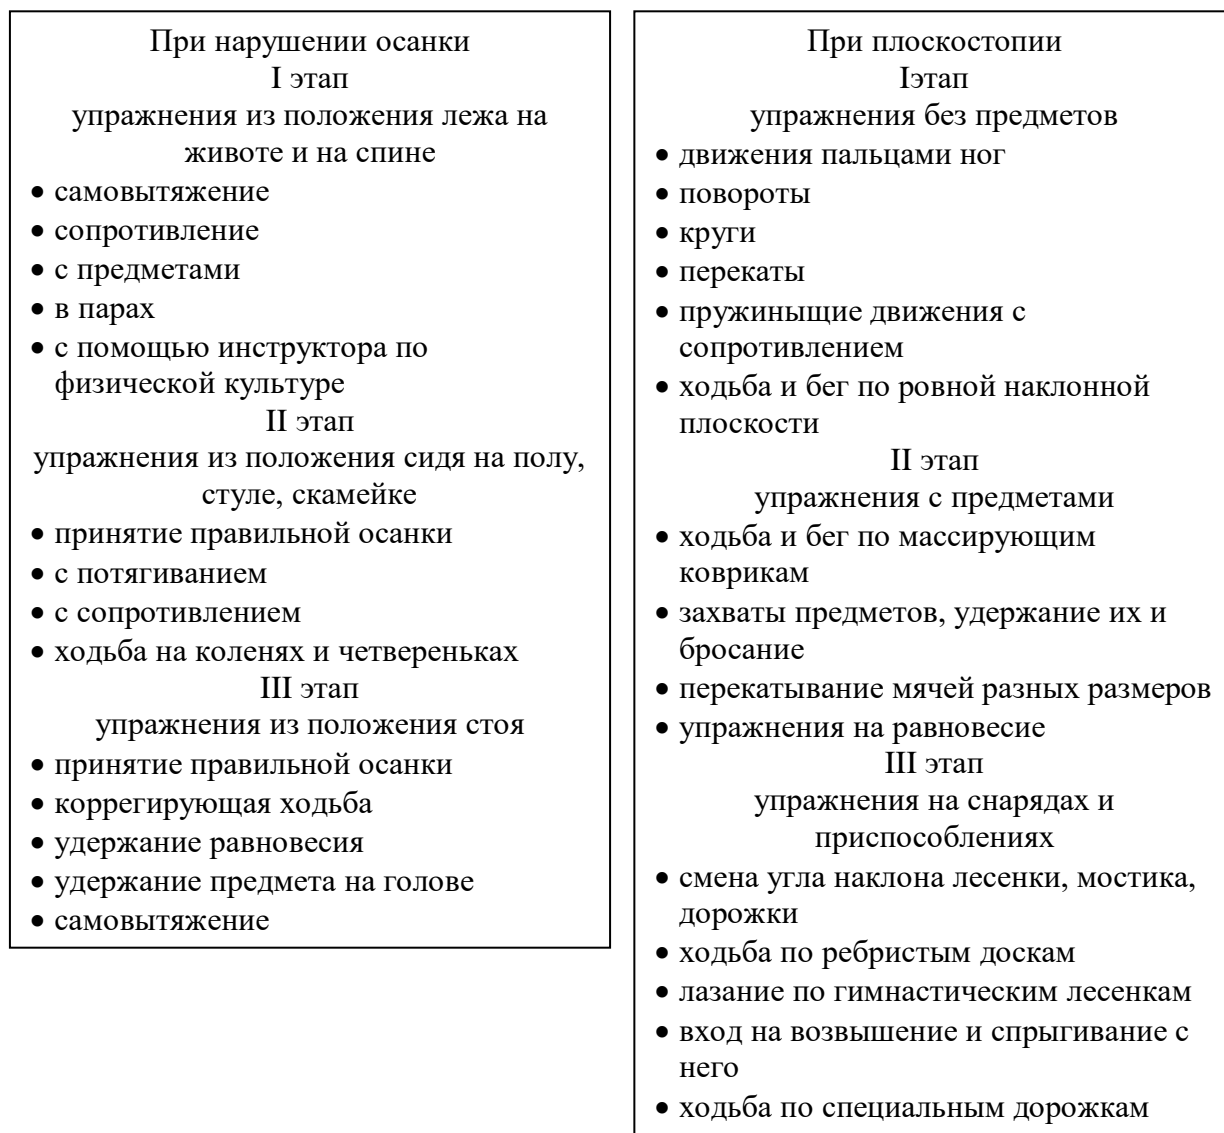 При нарушении осанки
I этап
упражнения из положения лежа на
животе и на спине
• самовытяжение
• сопротивление
• с предметами
• в парах
• с помощью инструктора по
физической культуре
II этап
упражнения из положения сидя на полу,
стуле, скамейке
• принятие правильной осанки
• с потягиванием
• с сопротивлением
• ходьба на коленях и четвереньках
III этап
упражнения из положения стоя
• принятие правильной осанки
• коррегирующая ходьба
• удержание равновесия
• удержание предмета на голове
• самовытяжение
При плоскостопии
Iэтап
упражнения без предметов
• движения пальцами ног
• повороты
• круги
• перекаты
• пружиныщие движения с
сопротивлением
• ходьба и бег по ровной наклонной
плоскости
II этап
упражнения с предметами
• ходьба и бег по массирующим
коврикам
• захваты предметов, удержание их и
бросание
• перекатывание мячей разных размеров
• упражнения на равновесие
III этап
упражнения на снарядах и
приспособлениях
• смена угла наклона лесенки, мостика,
дорожки
• ходьба по ребристым доскам
• лазание по гимнастическим лесенкам
• вход на возвышение и спрыгивание с
него
• ходьба по специальным дорожкам